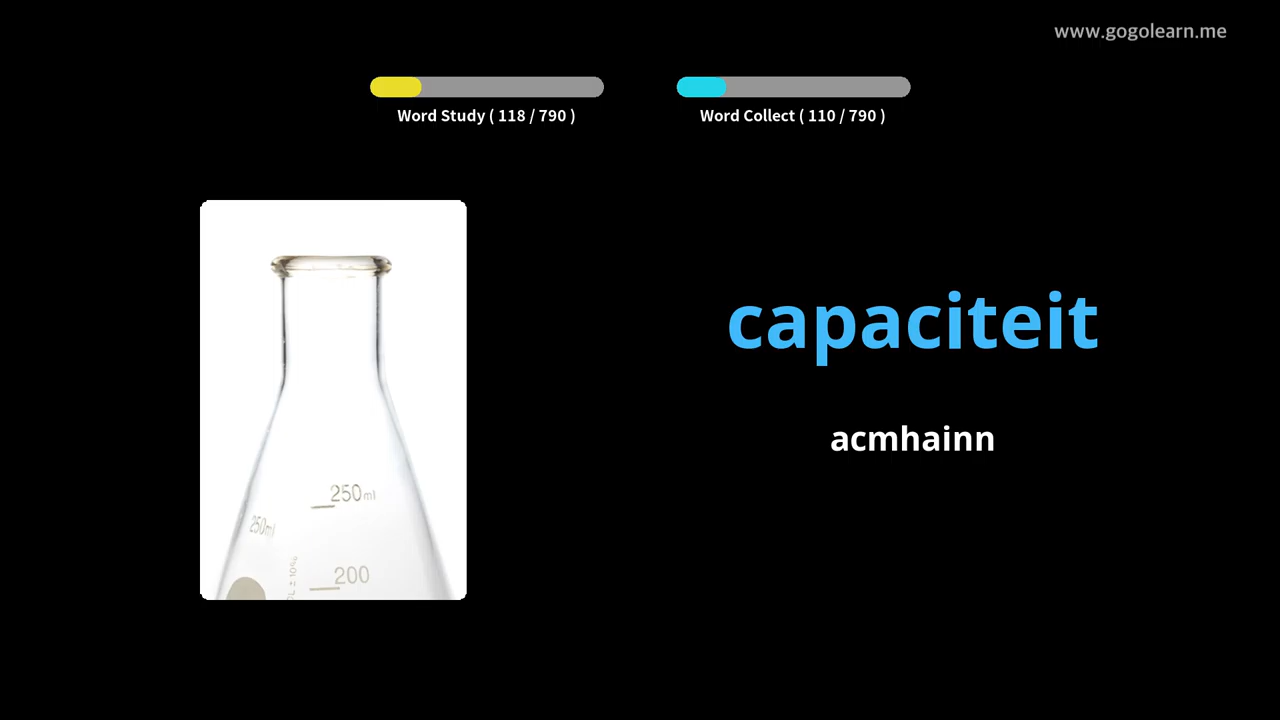 www.gogolearn.me
Word Study ( 118 / 790 )
Word Collect ( 110 / 790 )
capaciteit
acmhainn
250ml
250ml
200